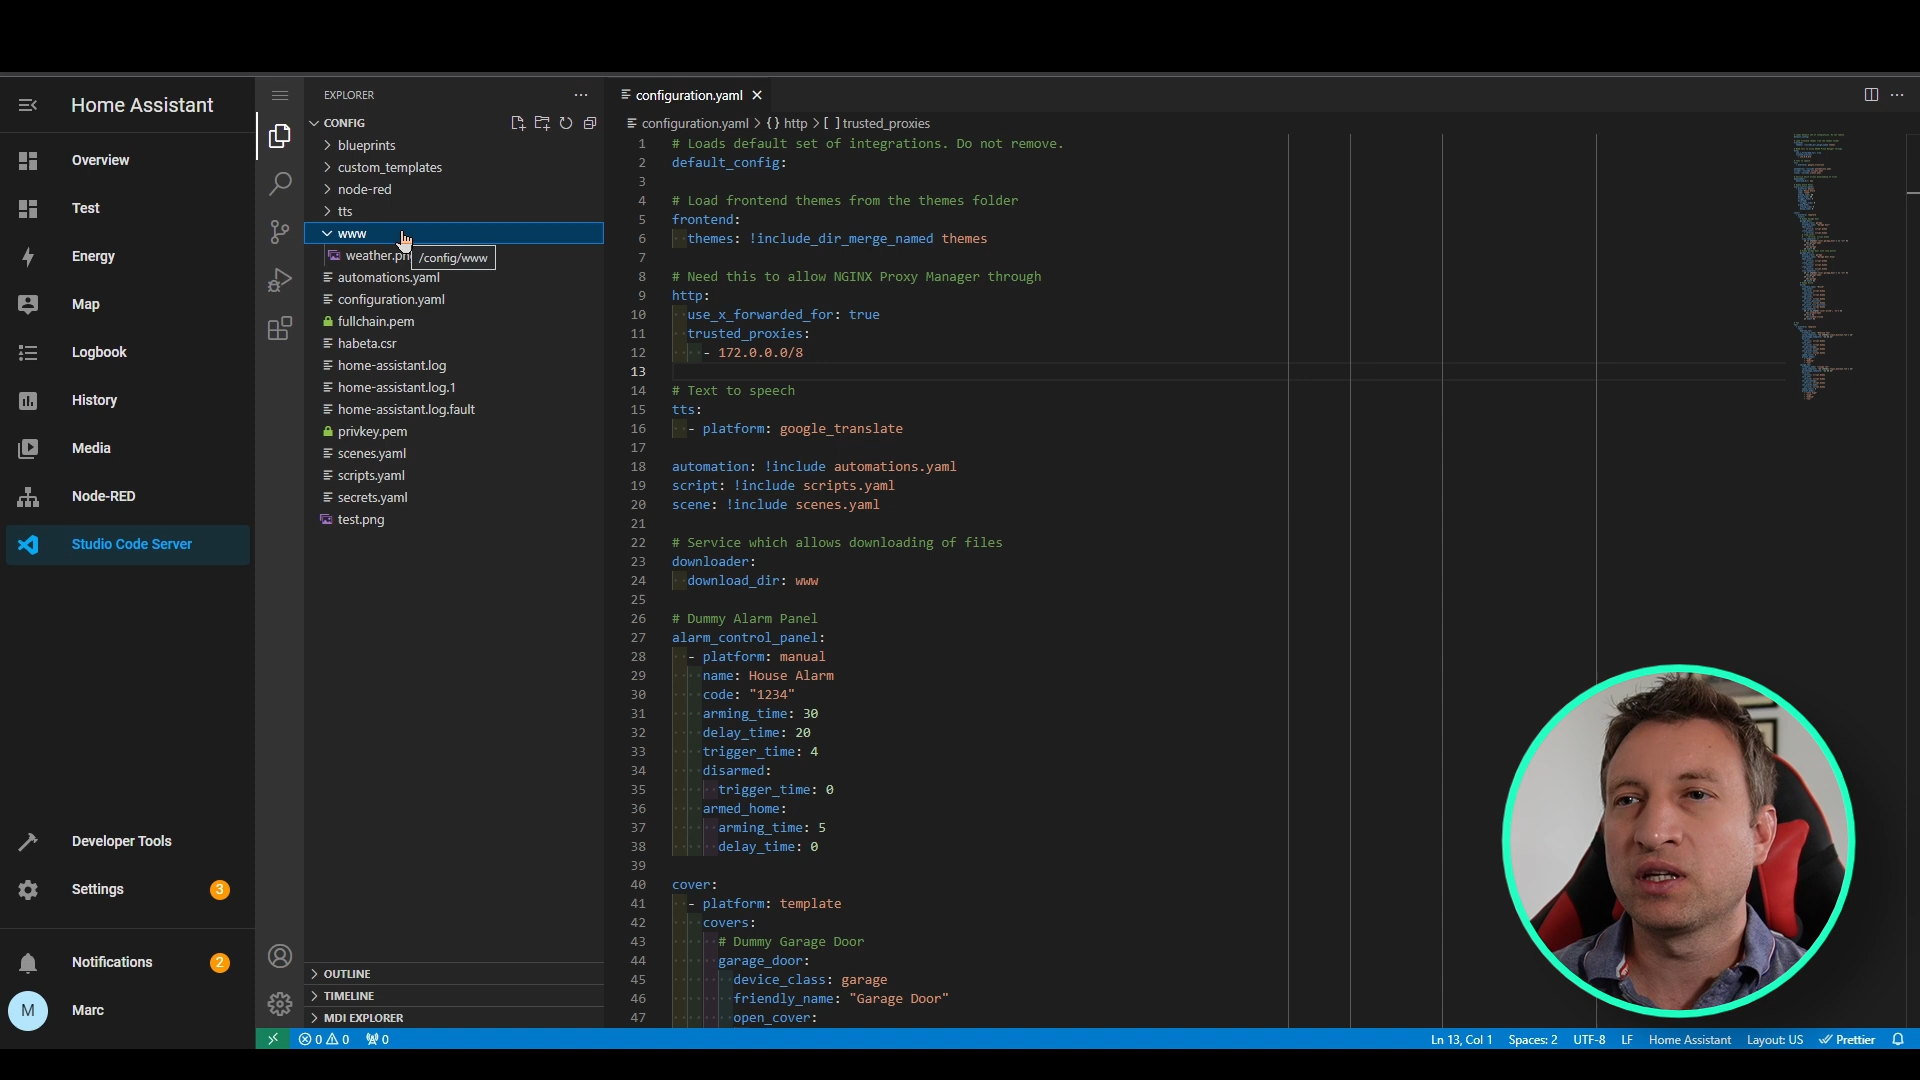 Home Assistant
Overview
Test
Energy
Map
Logbook
History
Media
Node-RED
Studio Code Server
Developer Tools
Settings 3
Notifications 2
M Marc
EXPLORER
CONFIG
blueprints
custom_templates
node-red
tts
www
weather.pn
/config/www
automations.yaml
configuration.yaml
fullchain.pem
habeta.csr
home-assistant.log
home-assistant.log.1
home-assistant.log.fault
privkey.pem
scenes.yaml
scripts.yaml
secrets.yaml
test.png
OUTLINE
TIMELINE
MDI EXPLORER
configuration.yaml
configuration.yaml > {} http > [ ] trusted_proxies
1 # Loads default set of integrations. Do not remove.
2 default_config:
3
4 # Load frontend themes from the themes folder
5 frontend:
6 themes: !include_dir_merge_named themes
7
8 # Need this to allow NGINX Proxy Manager through
9 http:
10 use_x_forwarded_for: true
11 trusted_proxies:
12 - 172.0.0.0/8
13
14 # Text to speech
15 tts:
16 - platform: google_translate
17
18 automation: !include automations.yaml
19 script: !include scripts.yaml
20 scene: !include scenes.yaml
21
22 # Service which allows downloading of files
23 downloader:
24 download_dir: www
25
26 # Dummy Alarm Panel
27 alarm_control_panel:
28 - platform: manual
29 name: House Alarm
30 code: "1234"
31 arming_time: 30
32 delay_time: 20
33 trigger_time: 4
34 disarmed:
35 trigger_time: 0
36 armed_home:
37 arming_time: 5
38 delay_time: 0
39
40 cover:
41 - platform: template
42 covers:
43 # Dummy Garage Door
44 garage_door:
45 device_class: garage
46 friendly_name: "Garage Door"
47 open_cover:
0 0 0
Ln 13, Col 1 Spaces: 2 UTF-8 LF Home Assistant Layout: US Prettier